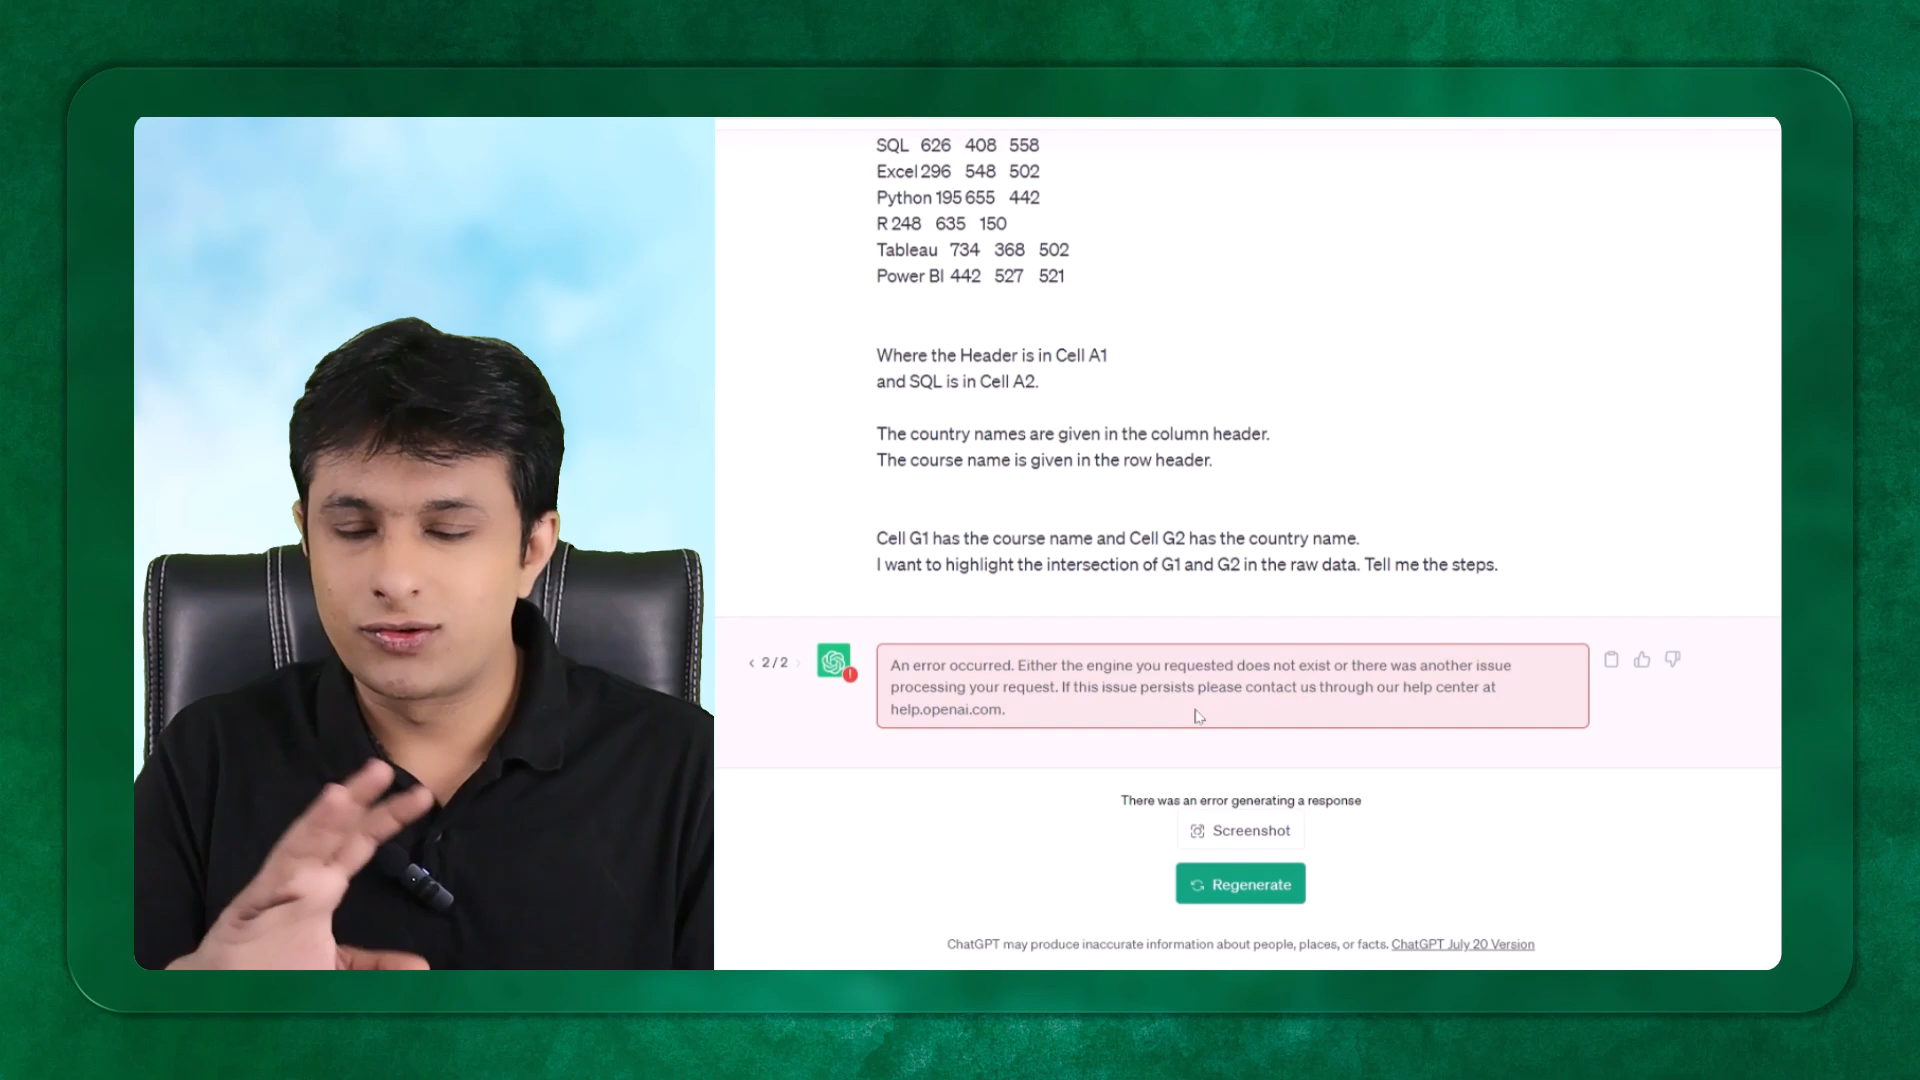 SQL 626 408 558
Excel 296 548 502
Python 195 655 442
R 248 635 150
Tableau 734 368 502
Power BI 442 527 521
Where the Header is in Cell A1
and SQL is in Cell A2.
The country names are given in the column header.
The course name is given in the row header.
Cell G1 has the course name and Cell G2 has the country name.
I want to highlight the intersection of G1 and G2 in the raw data. Tell me the steps.
< 2 / 2 >
An error occurred. Either the engine you requested does not exist or there was another issue
processing your request. If this issue persists please contact us through our help center at
help.openai.com.
There was an error generating a response
Screenshot
Regenerate
ChatGPT may produce inaccurate information about people, places, or facts. ChatGPT July 20 Version